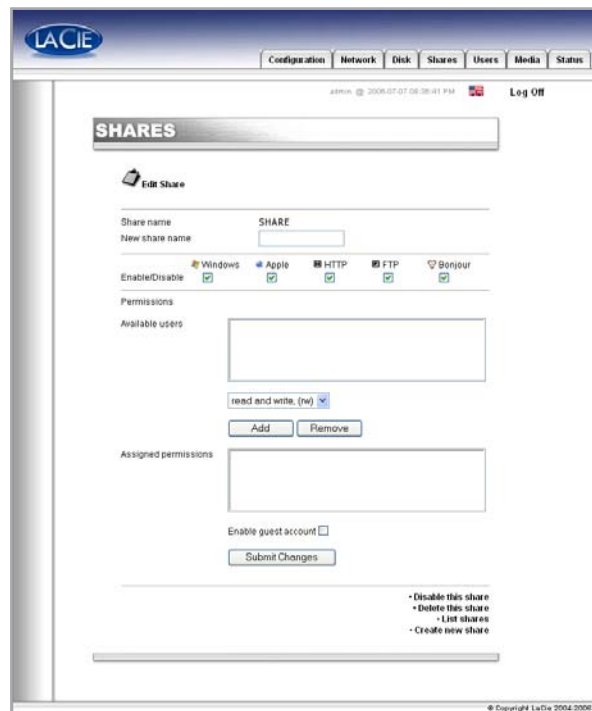 LACIE
Configuration Network Disk Shares Users Media Status
admin @ 2006-07-07 09:36:41 PM Log Off
SHARES
Edit Share
Share name SHARE
New share name
Windows Apple HTTP FTP Bonjour
Enable/Disable
Permissions
Available users
read and write, (rw)
Add Remove
Assigned permissions
Enable guest account
Submit Changes
• Disable this share
• Delete this share
• List shares
• Create new share
© Copyright LaCie 2004-2006